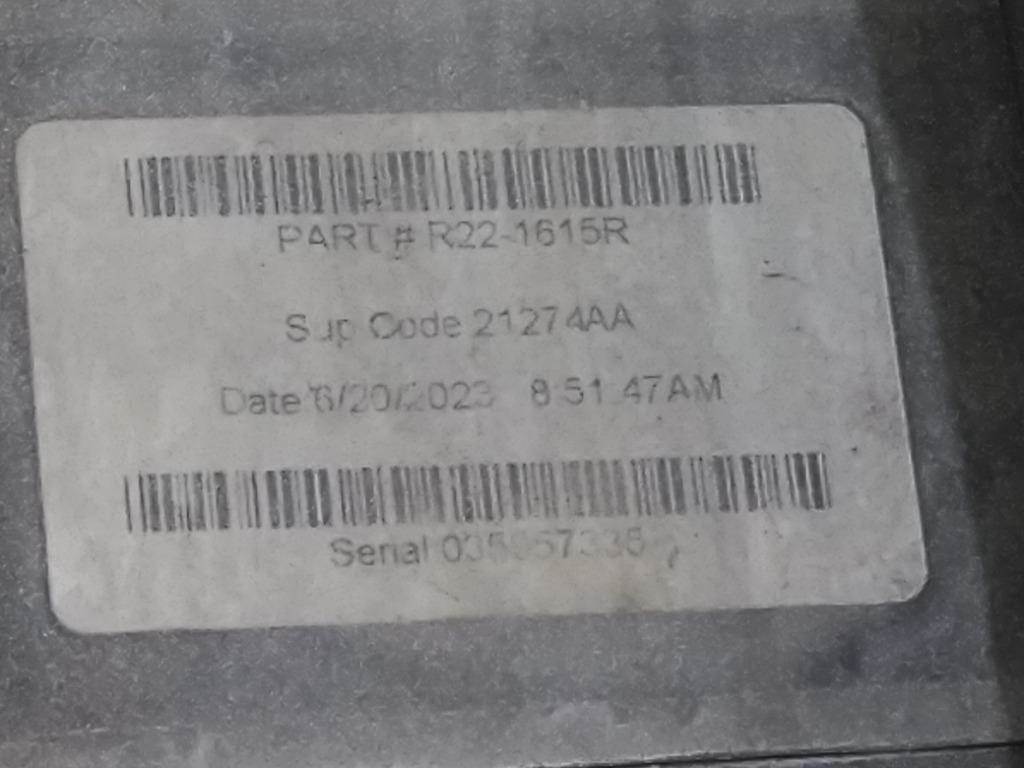 PART # R22-1615R
Sup Code 21274AA
Date 6/20/2023 8:51:47AM
Serial